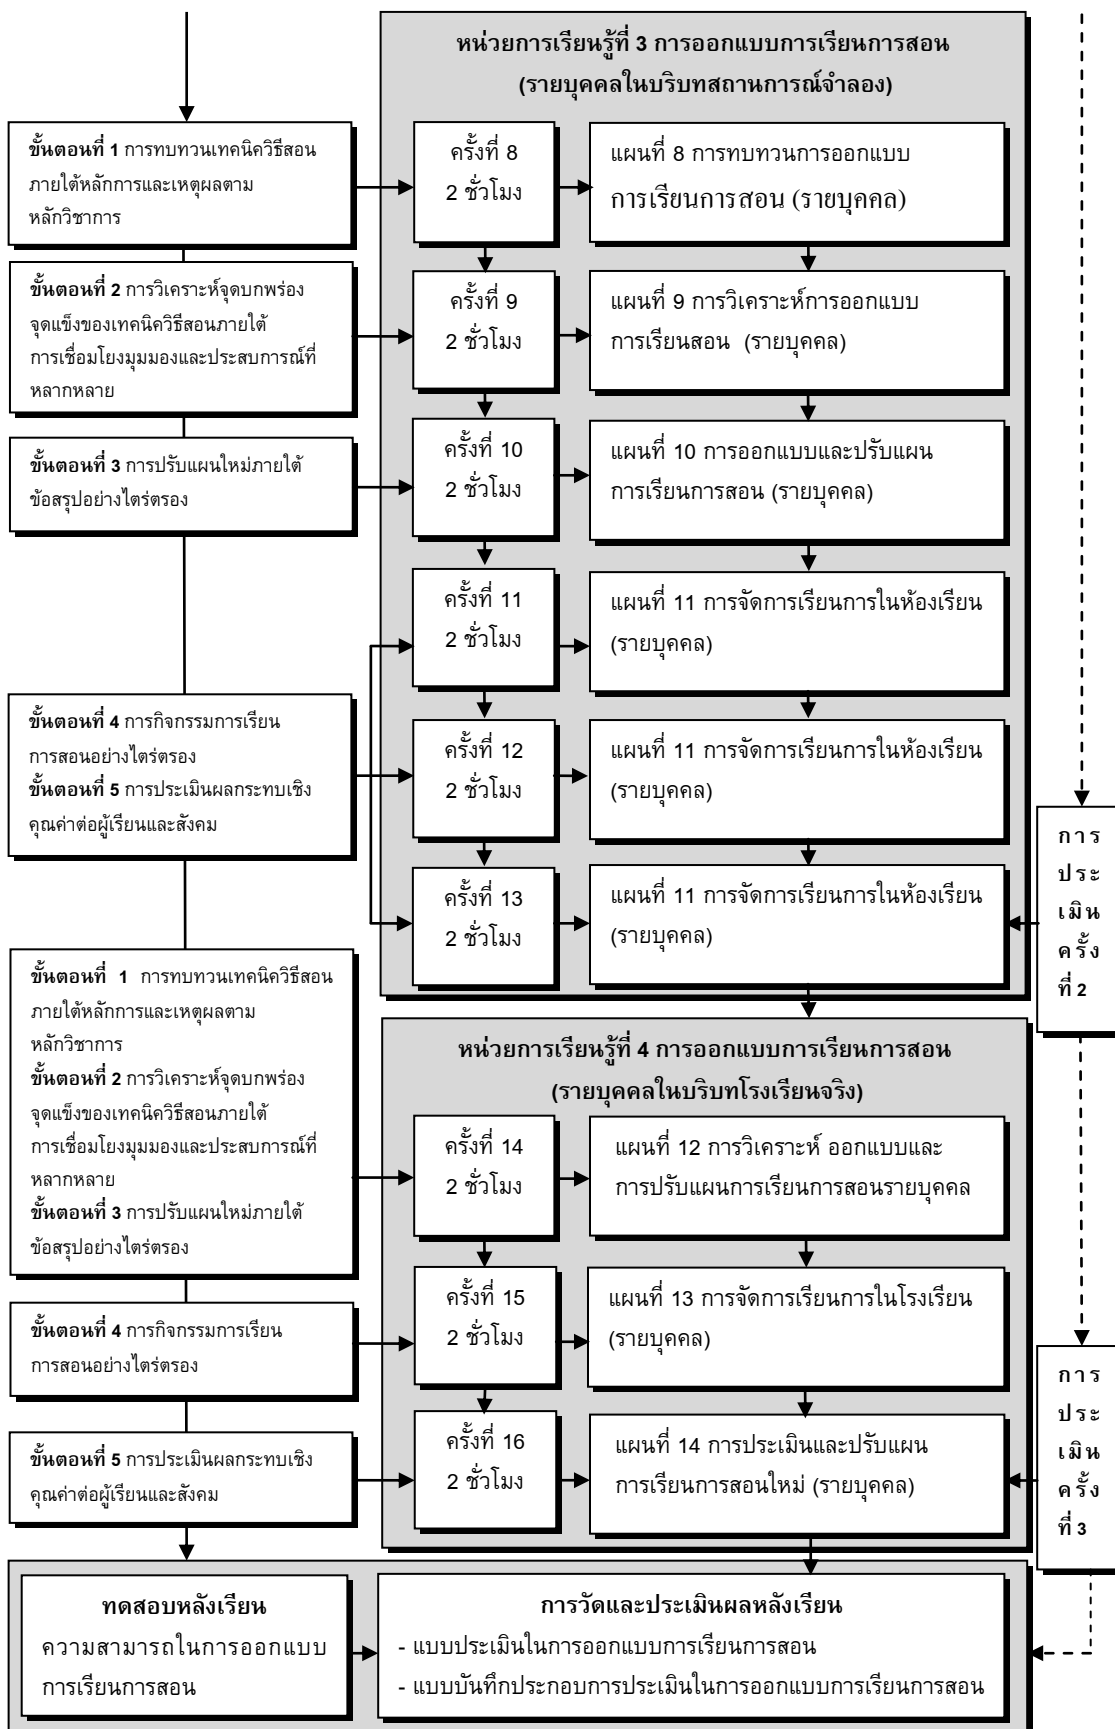 หน่วยการเรียนรู้ที่ 3 การออกแบบการเรียนการสอน
(รายบุคคลในบริบทสถานการณ์จำลอง)
ขั้นตอนที่ 1 การทบทวนเทคนิควิธีสอน
ภายใต้หลักการและเหตุผลตาม
หลักวิชาการ
ครั้งที่ 8
2 ชั่วโมง
แผนที่ 8 การทบทวนการออกแบบ
การเรียนการสอน (รายบุคคล)
ขั้นตอนที่ 2 การวิเคราะห์จุดบกพร่อง
จุดแข็งของเทคนิควิธีสอนภายใต้
การเชื่อมโยงมุมมองและประสบการณ์ที่
หลากหลาย
ครั้งที่ 9
2 ชั่วโมง
แผนที่ 9 การวิเคราะห์การออกแบบ
การเรียนสอน (รายบุคคล)
ขั้นตอนที่ 3 การปรับแผนใหม่ภายใต้
ข้อสรุปอย่างไตร่ตรอง
ครั้งที่ 10
2 ชั่วโมง
แผนที่ 10 การออกแบบและปรับแผน
การเรียนการสอน (รายบุคคล)
ครั้งที่ 11
2 ชั่วโมง
แผนที่ 11 การจัดการเรียนการในห้องเรียน
(รายบุคคล)
ขั้นตอนที่ 4 การกิจกรรมการเรียน
การสอนอย่างไตร่ตรอง
ขั้นตอนที่ 5 การประเมินผลกระทบเชิง
คุณค่าต่อผู้เรียนและสังคม
ครั้งที่ 12
2 ชั่วโมง
แผนที่ 11 การจัดการเรียนการในห้องเรียน
(รายบุคคล)
ครั้งที่ 13
2 ชั่วโมง
แผนที่ 11 การจัดการเรียนการในห้องเรียน
(รายบุคคล)
การ
ประ
เมิน
ครั้ง
ที่ 2
ขั้นตอนที่ 1 การทบทวนเทคนิควิธีสอน
ภายใต้หลักการและเหตุผลตาม
หลักวิชาการ
ขั้นตอนที่ 2 การวิเคราะห์จุดบกพร่อง
จุดแข็งของเทคนิควิธีสอนภายใต้
การเชื่อมโยงมุมมองและประสบการณ์ที่
หลากหลาย
ขั้นตอนที่ 3 การปรับแผนใหม่ภายใต้
ข้อสรุปอย่างไตร่ตรอง
หน่วยการเรียนรู้ที่ 4 การออกแบบการเรียนการสอน
(รายบุคคลในบริบทโรงเรียนจริง)
ครั้งที่ 14
2 ชั่วโมง
แผนที่ 12 การวิเคราะห์ ออกแบบและ
การปรับแผนการเรียนการสอนรายบุคคล
ขั้นตอนที่ 4 การกิจกรรมการเรียน
การสอนอย่างไตร่ตรอง
ครั้งที่ 15
2 ชั่วโมง
แผนที่ 13 การจัดการเรียนการในโรงเรียน
(รายบุคคล)
ขั้นตอนที่ 5 การประเมินผลกระทบเชิง
คุณค่าต่อผู้เรียนและสังคม
ครั้งที่ 16
2 ชั่วโมง
แผนที่ 14 การประเมินและปรับแผน
การเรียนการสอนใหม่ (รายบุคคล)
การ
ประ
เมิน
ครั้ง
ที่ 3
ทดสอบหลังเรียน
ความสามารถในการออกแบบ
การเรียนการสอน
การวัดและประเมินผลหลังเรียน
- แบบประเมินในการออกแบบการเรียนการสอน
- แบบบันทึกประกอบการประเมินในการออกแบบการเรียนการสอน